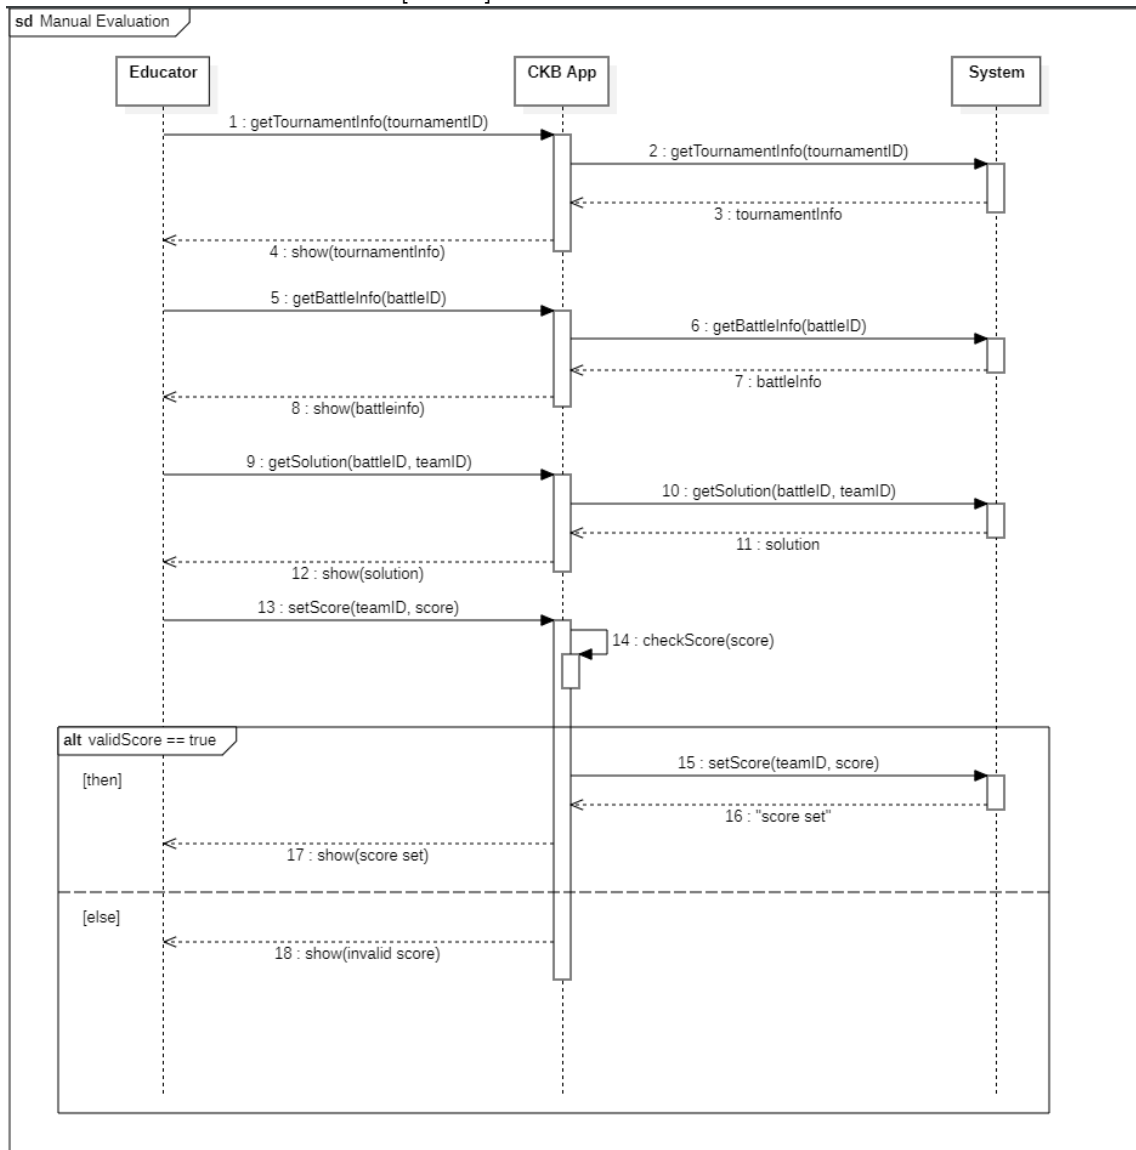 sd Manual Evaluation
Educator
CKB App
System
1 : getTournamentInfo(tournamentID)
2 : getTournamentInfo(tournamentID)
3 : tournamentInfo
4 : show(tournamentInfo)
5 : getBattleInfo(battleID)
6 : getBattleInfo(battleID)
7 : battleInfo
8 : show(battleinfo)
9 : getSolution(battleID, teamID)
10 : getSolution(battleID, teamID)
11 : solution
12 : show(solution)
13 : setScore(teamID, score)
14 : checkScore(score)
alt validScore == true
[then]
15 : setScore(teamID, score)
16 : "score set"
17 : show(score set)
[else]
18 : show(invalid score)